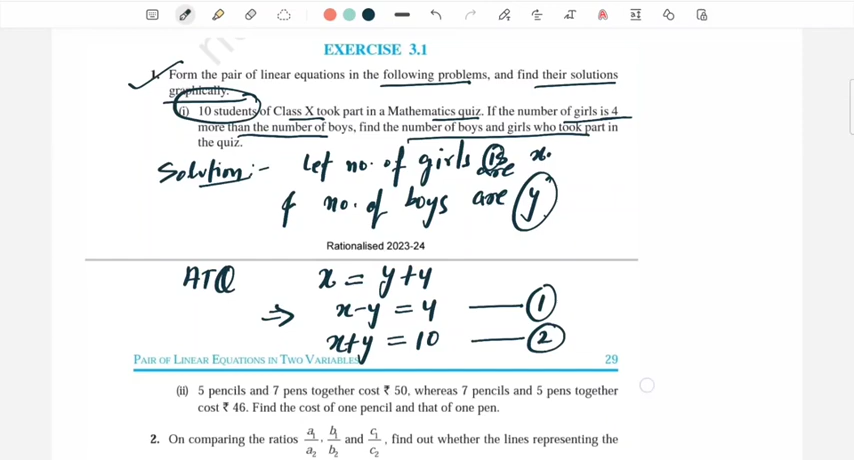 EXERCISE 3.1
1. Form the pair of linear equations in the following problems, and find their solutions
graphically.
(i) 10 students of Class X took part in a Mathematics quiz. If the number of girls is 4
more than the number of boys, find the number of boys and girls who took part in
the quiz.
Solution:- Let no. of girls are x.
& no. of boys are y
Rationalised 2023-24
ATQ x = y+4
⇒ x-y = 4 — 1
x+y = 10 — 2
PAIR OF LINEAR EQUATIONS IN TWO VARIABLES 29
(ii) 5 pencils and 7 pens together cost ₹ 50, whereas 7 pencils and 5 pens together
cost ₹ 46. Find the cost of one pencil and that of one pen.
2. On comparing the ratios a₁/a₂, b₁/b₂ and c₁/c₂, find out whether the lines representing the